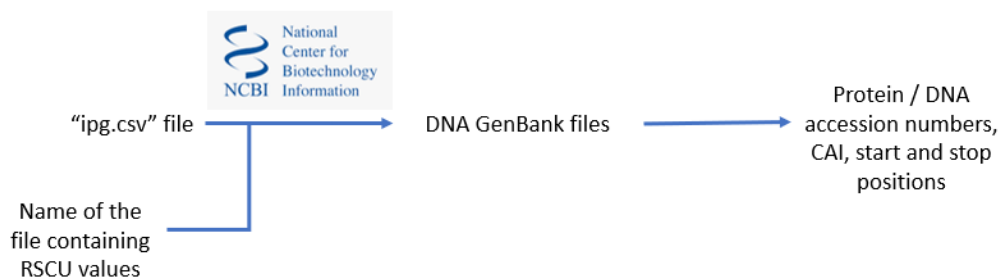 National
Center for
Biotechnology
NCBI Information
“ipg.csv” file
DNA GenBank files
Protein / DNA
accession numbers,
CAI, start and stop
positions
Name of the
file containing
RSCU values